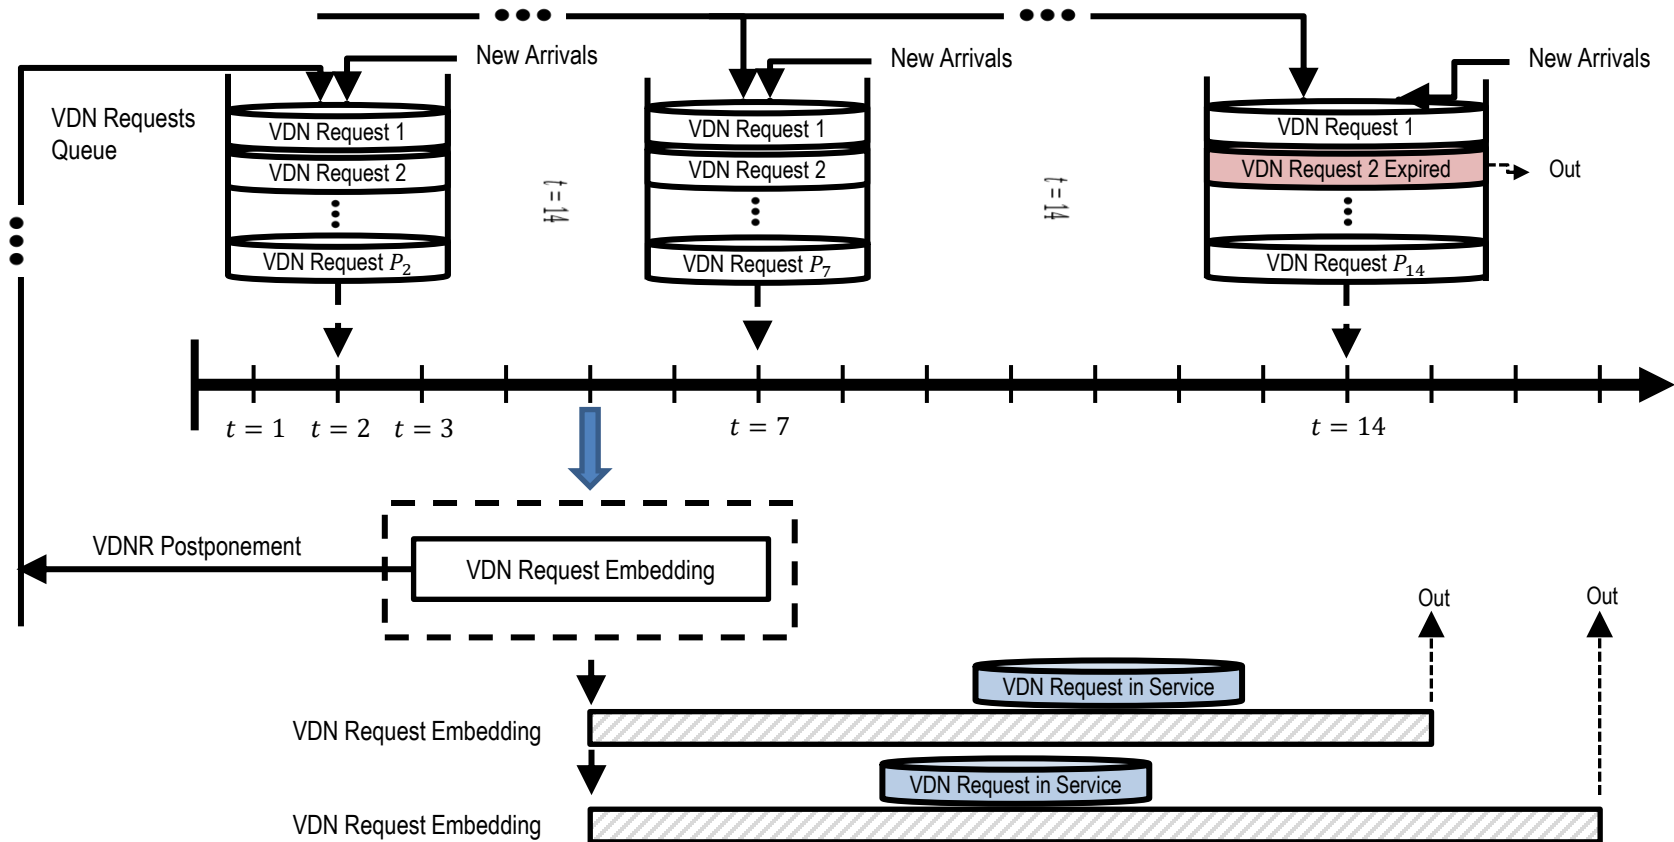 New Arrivals
New Arrivals
New Arrivals
VDN Requests
Queue
VDN Request 1
VDN Request 2
VDN Request P₂
t = 14
VDN Request 1
VDN Request 2
VDN Request P₇
t = 14
VDN Request 1
VDN Request 2 Expired
Out
VDN Request P₁₄
t = 1
t = 2
t = 3
t = 7
t = 14
VDNR Postponement
VDN Request Embedding
Out
Out
VDN Request in Service
VDN Request Embedding
VDN Request in Service
VDN Request Embedding